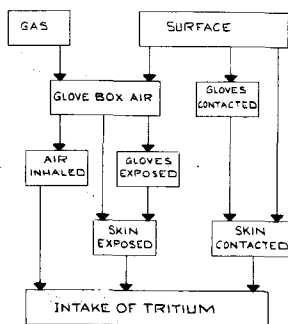 GAS
SURFACE
GLOVE BOX AIR
GLOVES
CONTACTED
AIR
INHALED
GLOVES
EXPOSED
SKIN
EXPOSED
SKIN
CONTACTED
INTAKE OF TRITIUM